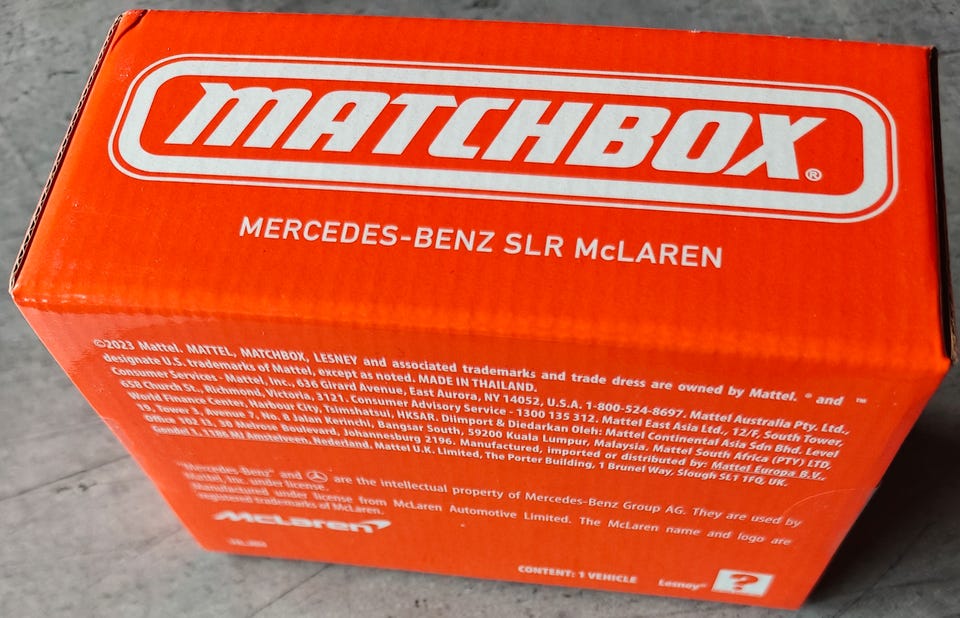 MATCHBOX®
MERCEDES-BENZ SLR McLAREN
©2023 Mattel. MATTEL, MATCHBOX, LESNEY and associated trademarks and trade dress are owned by Mattel. ® and ™
designate U.S. trademarks of Mattel, except as noted. MADE IN THAILAND.
Consumer Services - Mattel, Inc., 636 Girard Avenue, East Aurora, NY 14052, U.S.A. 1-800-524-8697. Mattel Australia Pty. Ltd.,
658 Church St., Richmond, Victoria, 3121. Consumer Advisory Service - 1300 135 312. Mattel East Asia Ltd., 12/F, South Tower,
World Finance Centre, Harbour City, Tsimshatsui, HKSAR. Diimport & Diedarkan Oleh: Mattel Continental Asia Sdn Bhd. Level
19, Tower 3, Avenue 7, No. 8 Jalan Kerinchi, Bangsar South, 59200 Kuala Lumpur, Malaysia. Mattel South Africa (PTY) LTD,
Office 102 I3, 30 Melrose Boulevard, Johannesburg 2196. Manufactured, imported or distributed by: Mattel Europa B.V.,
Gondel 1, 1186 MJ Amstelveen, Nederland. Mattel U.K. Limited, The Porter Building, 1 Brunel Way, Slough SL1 1FQ, UK.
"Mercedes-Benz" and are the intellectual property of Mercedes-Benz Group AG. They are used by
Mattel, Inc. under license.
Manufactured under license from McLaren Automotive Limited. The McLaren name and logo are
registered trademarks of McLaren.
McLaren
CONTENT: 1 VEHICLE Lesney® ?